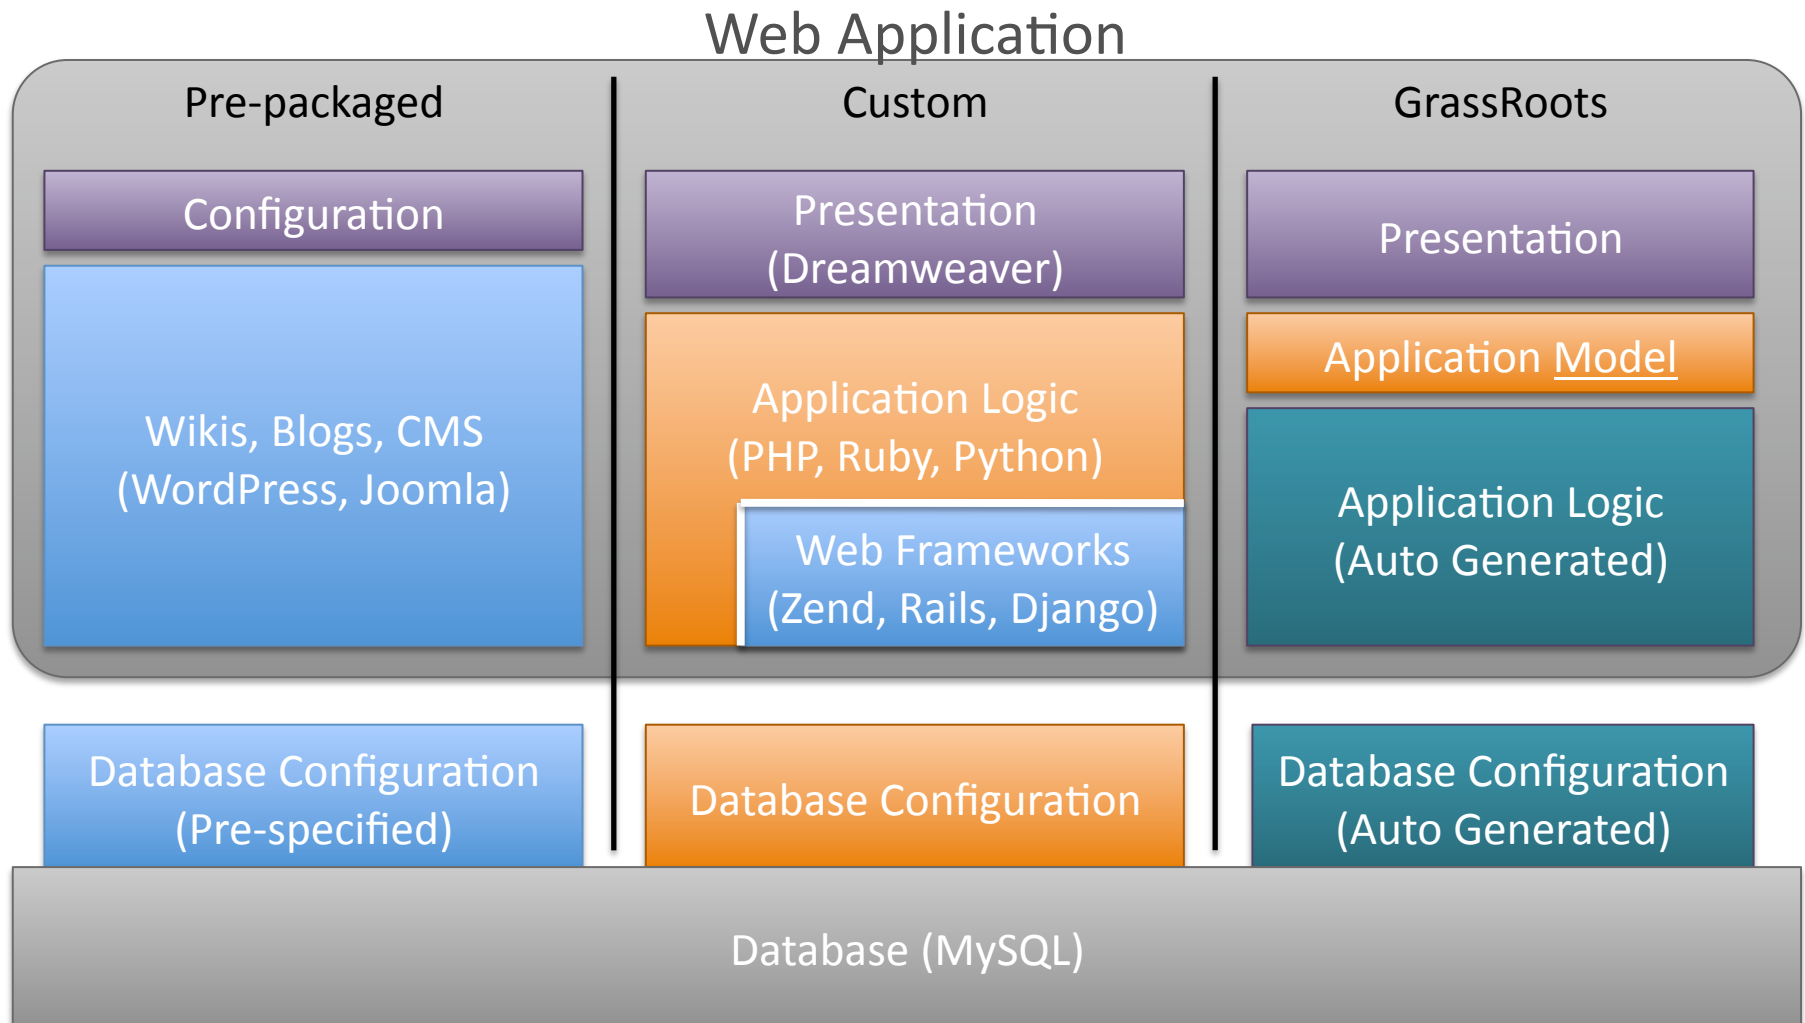 Web Application
Pre-packaged
Configuration
Wikis, Blogs, CMS
(WordPress, Joomla)
Database Configuration
(Pre-specified)
Custom
Presentation
(Dreamweaver)
Application Logic
(PHP, Ruby, Python)
Web Frameworks
(Zend, Rails, Django)
Database Configuration
GrassRoots
Presentation
Application Model
Application Logic
(Auto Generated)
Database Configuration
(Auto Generated)
Database (MySQL)